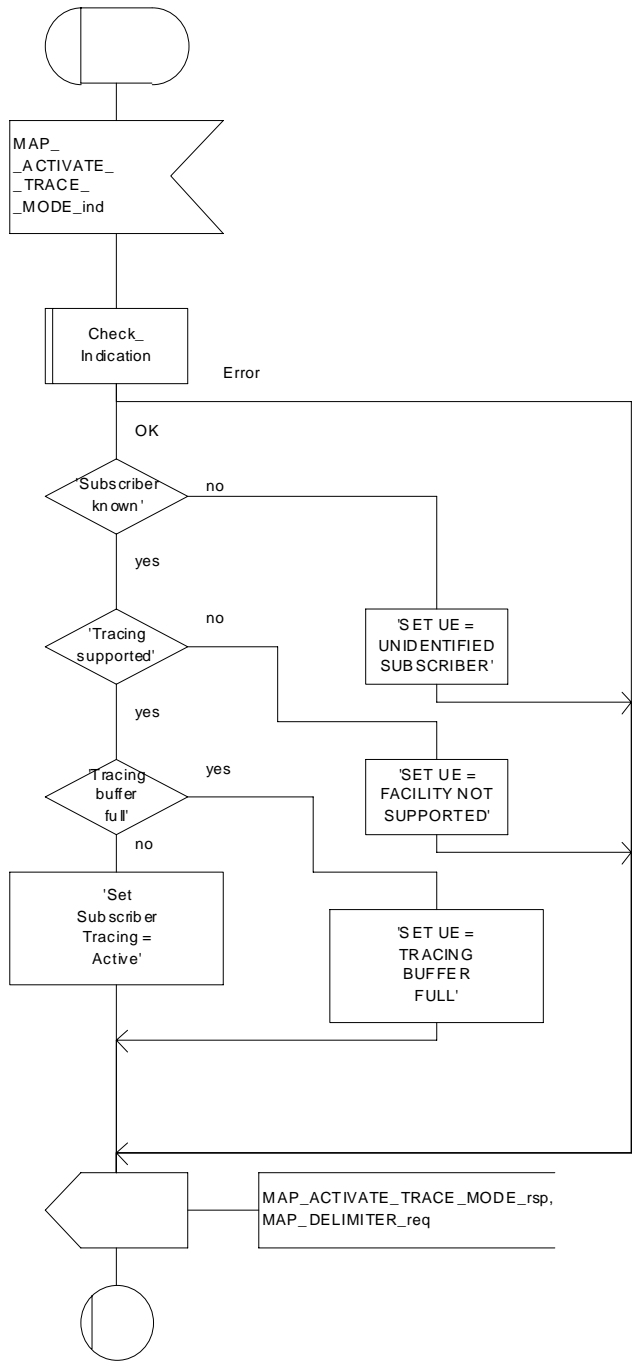 MAP_
_ACTIVATE_
_TRACE_
_MODE_ind
Check_
Indication
Error
OK
'Subscriber
known'
no
yes
'Tracing
supported'
no
'SET UE =
UNIDENTIFIED
SUBSCRIBER'
yes
'Tracing
buffer
full'
yes
'SET UE =
FACILITY NOT
SUPPORTED'
no
'Set
Subscriber
Tracing =
Active'
'SET UE =
TRACING
BUFFER
FULL'
MAP_ACTIVATE_TRACE_MODE_rsp,
MAP_DELIMITER_req